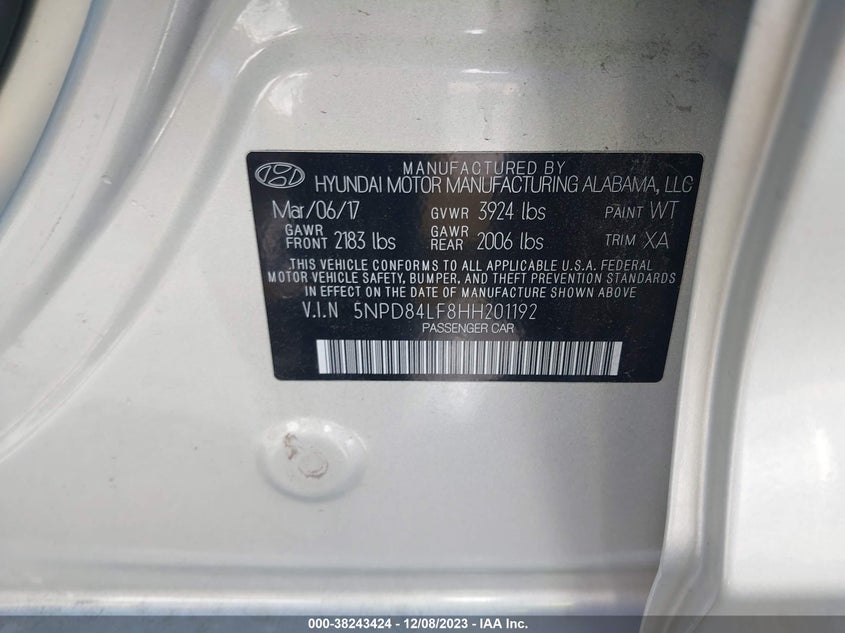 MANUFACTURED BY
HYUNDAI MOTOR MANUFACTURING ALABAMA, LLC
Mar/06/17 GVWR 3924 lbs PAINT WT
GAWR FRONT 2183 lbs GAWR REAR 2006 lbs TRIM XA
THIS VEHICLE CONFORMS TO ALL APPLICABLE U.S.A. FEDERAL
MOTOR VEHICLE SAFETY, BUMPER, AND THEFT PREVENTION STANDARDS
IN EFFECT ON THE DATE OF MANUFACTURE SHOWN ABOVE
V.I.N 5NPD84LF8HH201192
PASSENGER CAR
000-38243424 - 12/08/2023 - IAA Inc.